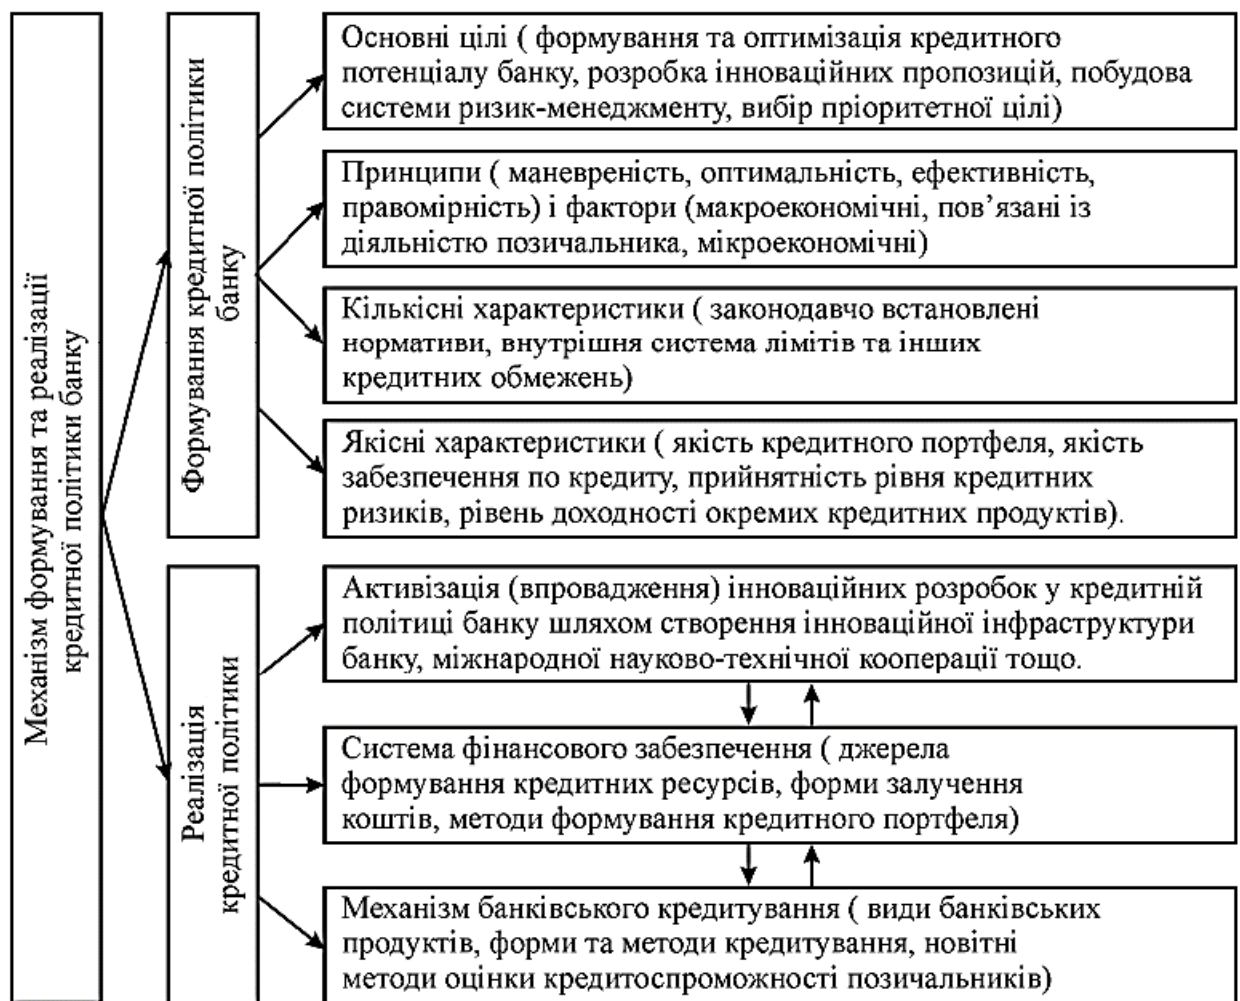 Механізм формування та реалізації
кредитної політики банку
Формування кредитної політики
банку
Основні цілі ( формування та оптимізація кредитного
потенціалу банку, розробка інноваційних пропозицій, побудова
системи ризик-менеджменту, вибір пріоритетної цілі)
Принципи ( маневреність, оптимальність, ефективність,
правомірність) і фактори (макроекономічні, пов’язані із
діяльністю позичальника, мікроекономічні)
Кількісні характеристики ( законодавчо встановлені
нормативи, внутрішня система лімітів та інших
кредитних обмежень)
Якісні характеристики ( якість кредитного портфеля, якість
забезпечення по кредиту, прийнятність рівня кредитних
ризиків, рівень доходності окремих кредитних продуктів).
Реалізація
кредитної політики
Активізація (впровадження) інноваційних розробок у кредитній
політиці банку шляхом створення інноваційної інфраструктури
банку, міжнародної науково-технічної кооперації тощо.
Система фінансового забезпечення ( джерела
формування кредитних ресурсів, форми залучення
коштів, методи формування кредитного портфеля)
Механізм банківського кредитування ( види банківських
продуктів, форми та методи кредитування, новітні
методи оцінки кредитоспроможності позичальників)